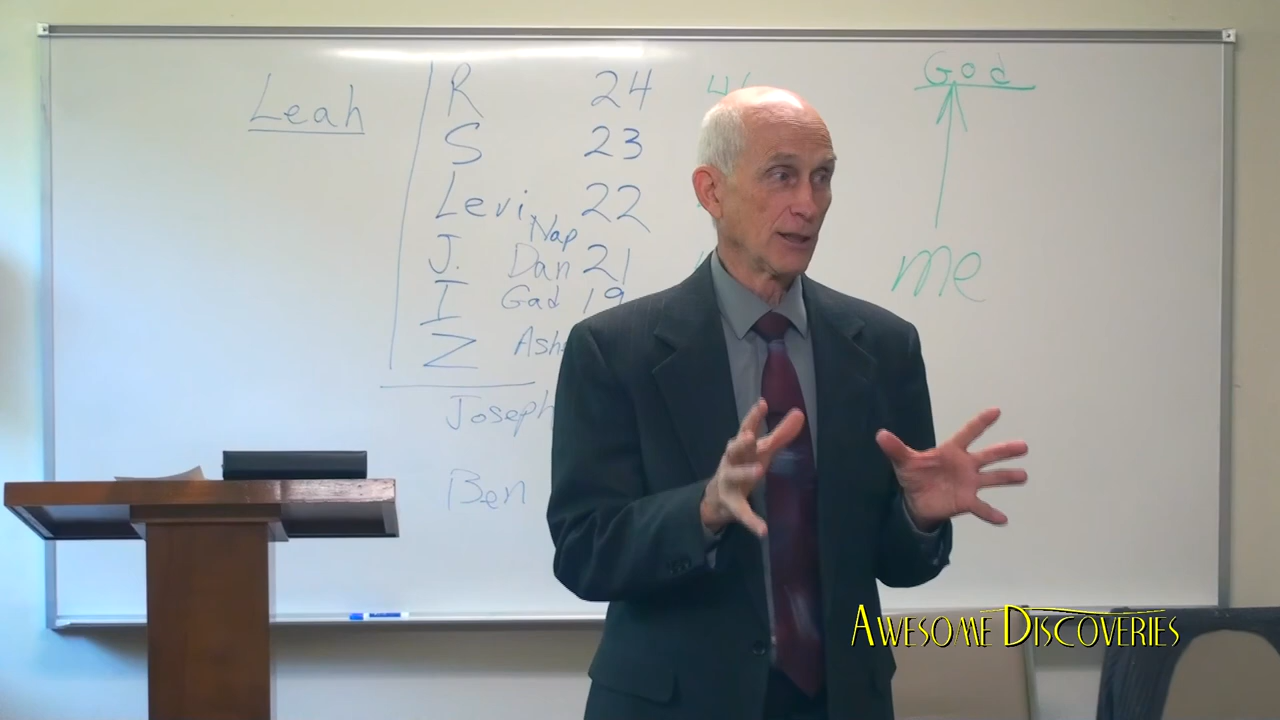 Leah
R 24
S 23
Levi 22
Nap
J. Dan 21
I Gad 19
Z
Joseph
Ben
God
me
AWESOME DISCOVERIES